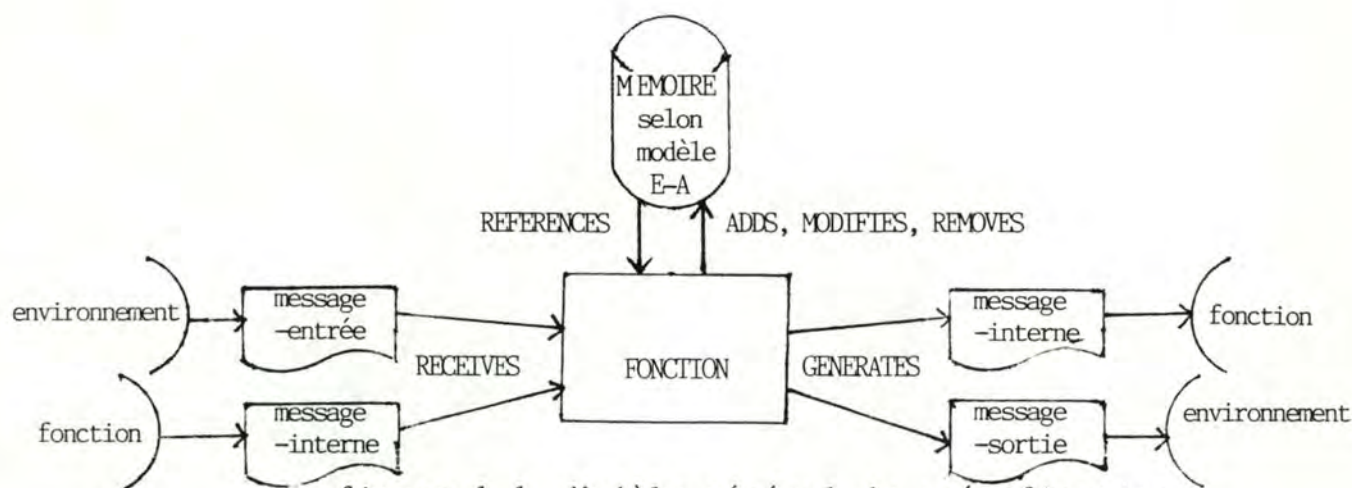 MEMOIRE
selon
modèle
E-A
REFERENCES
ADDS, MODIFIES, REMOVES
environnement
message
-entrée
message
-interne
fonction
RECEIVES
FONCTION
GENERATES
fonction
message
-interne
message
-sortie
environnement